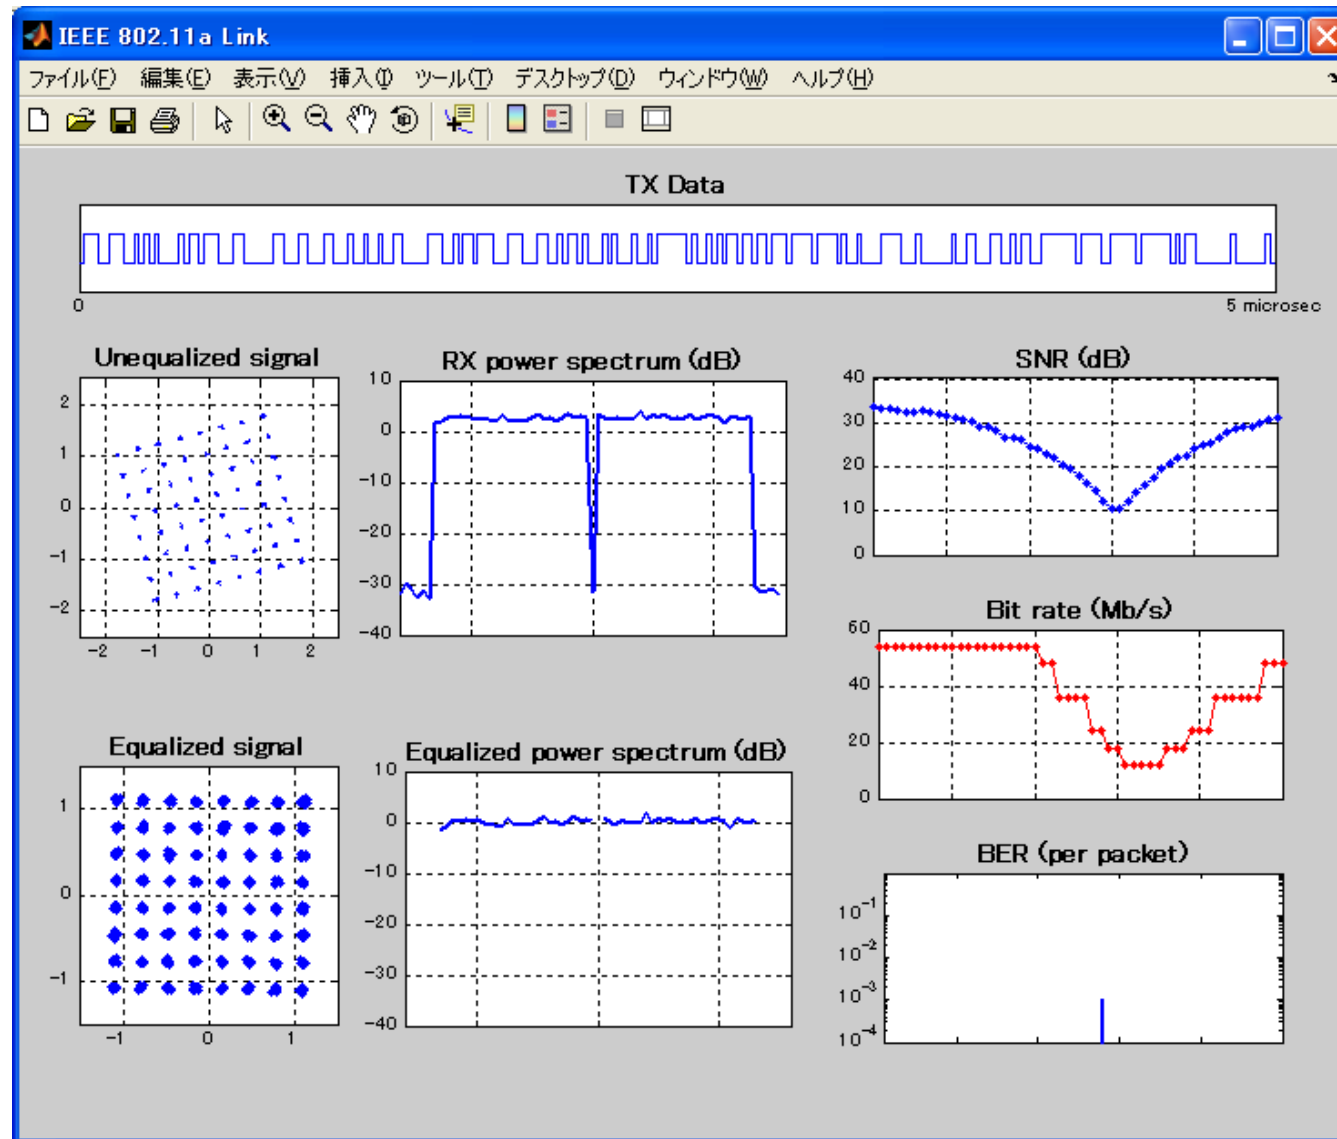 IEEE 802.11a Link
ファイル(F) 編集(E) 表示(V) 挿入(I) ツール(T) デスクトップ(D) ウィンドウ(W) ヘルプ(H)
TX Data
0
5 microsec
Unequalized signal
2
1
0
-1
-2
-2 -1 0 1 2
RX power spectrum (dB)
10
0
-10
-20
-30
-40
SNR (dB)
40
30
20
10
0
Bit rate (Mb/s)
60
40
20
0
Equalized signal
1
0
-1
-1 0 1
Equalized power spectrum (dB)
10
0
-10
-20
-30
-40
BER (per packet)
10^-1
10^-2
10^-3
10^-4